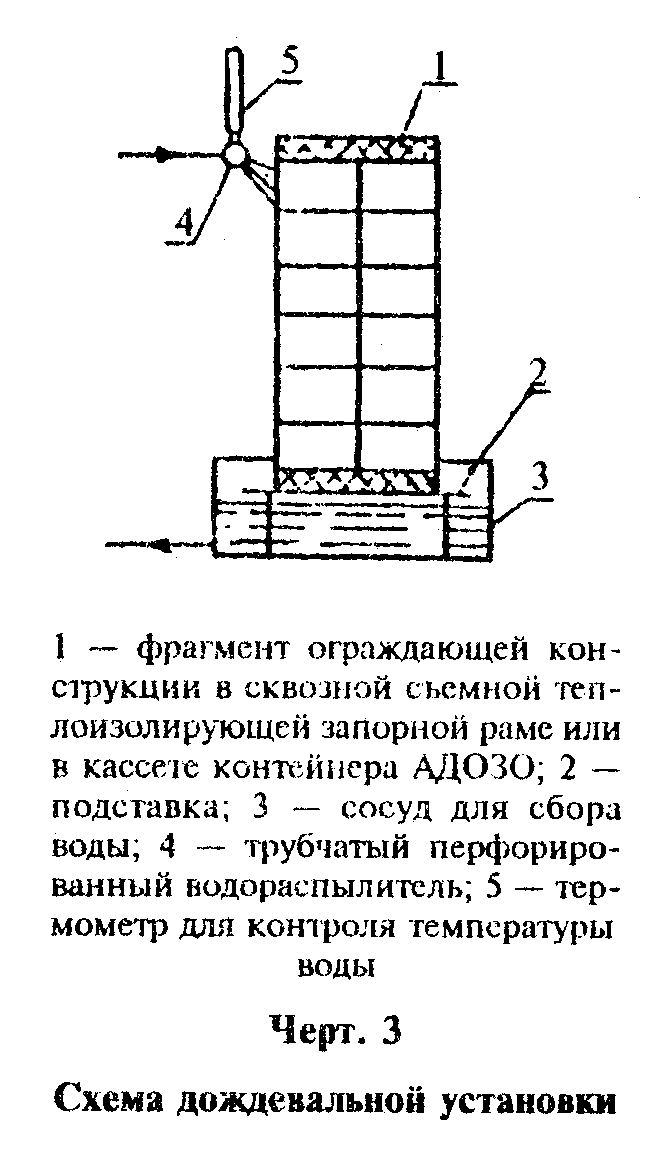 5
1
4
2
3
1 — фрагмент ограждающей кон-
струкции в сквозной съемной теп-
лоизолирующей запорной раме или
в кассете контейнера АДОЗО; 2 —
подставка; 3 — сосуд для сбора
воды; 4 — трубчатый перфориро-
ванный водораспылитель; 5 — тер-
мометр для контроля температуры
воды
Черт. 3
Схема дождевальной установки